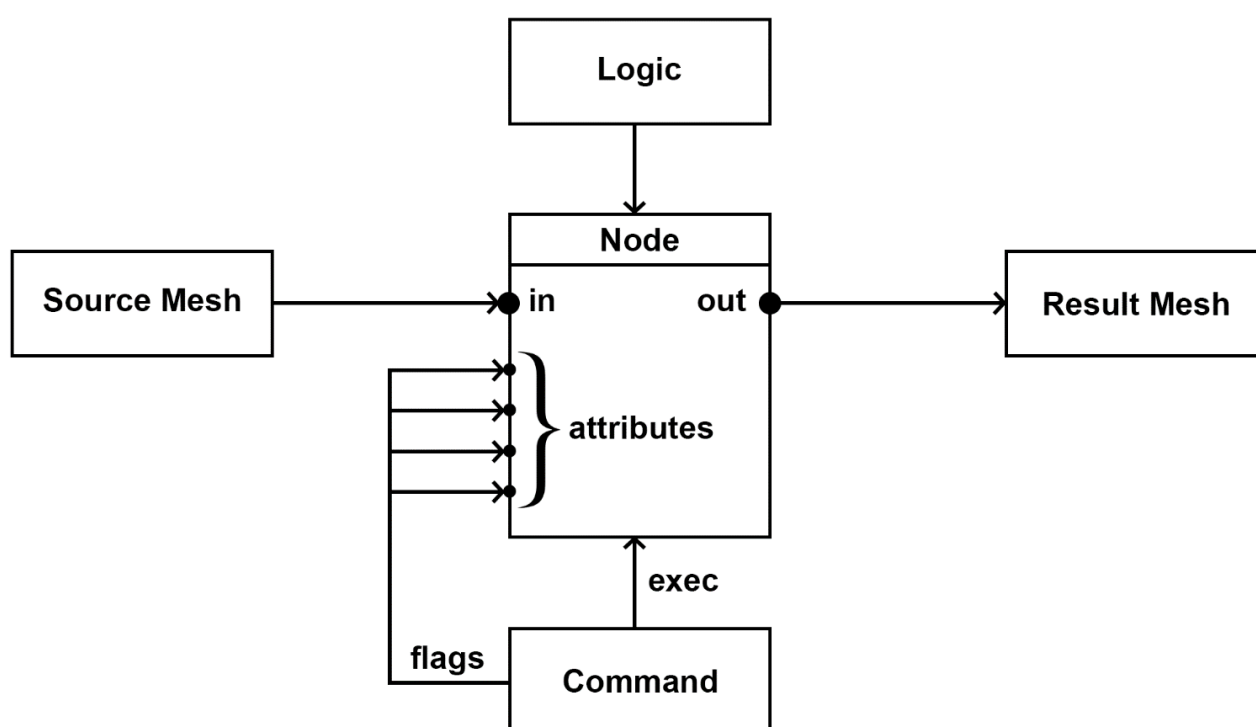 Logic
Node
Source Mesh
in
out
Result Mesh
attributes
exec
flags
Command